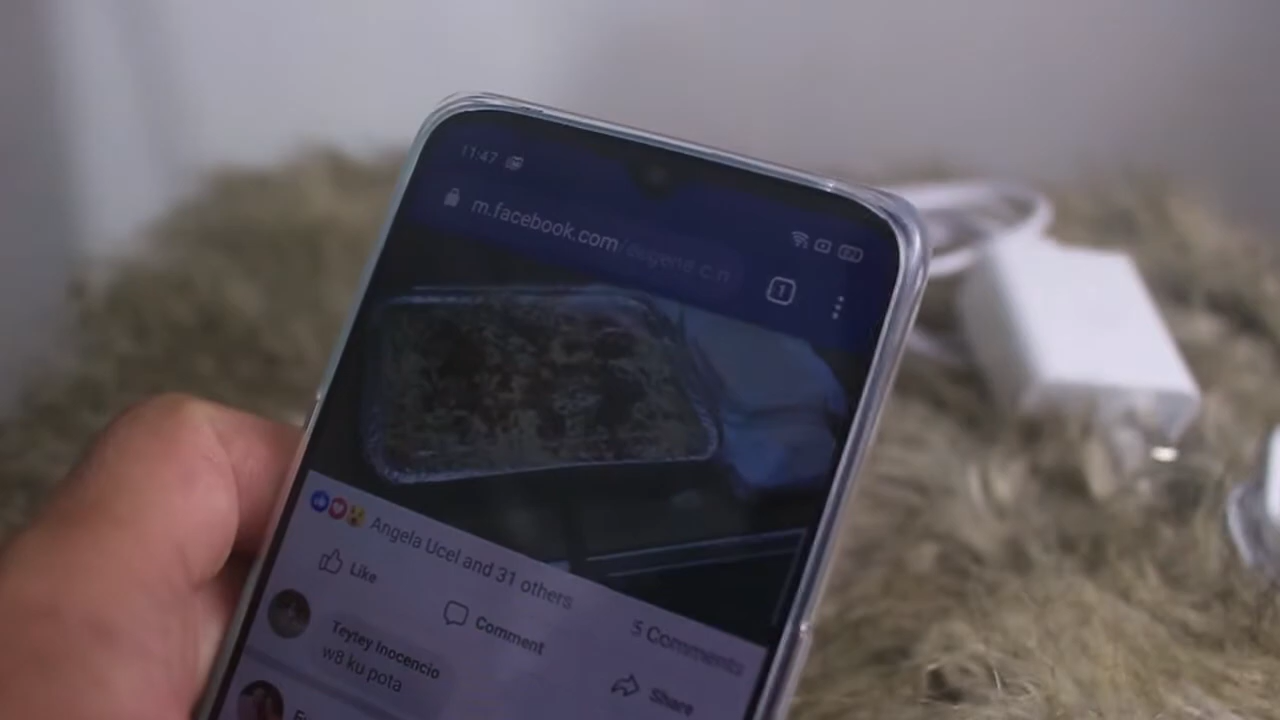 11:47
m.facebook.com/eugene.c.n
1
Angela Ucel and 31 others
5 Comments
Like
Comment
Share
Teytey Inocencio
w8 ku pota